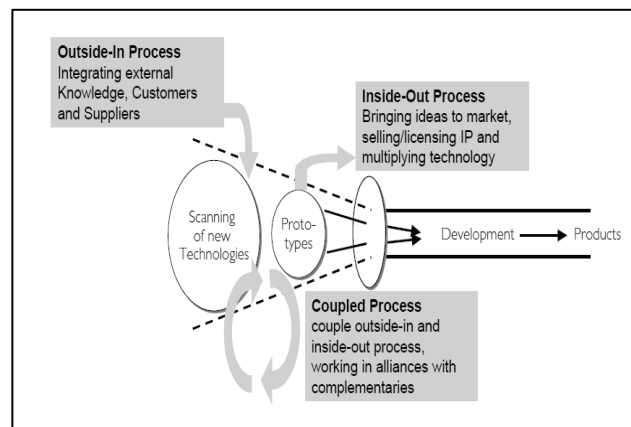 Outside-In Process
Integrating external
Knowledge, Customers
and Suppliers
Inside-Out Process
Bringing ideas to market,
selling/licensing IP and
multiplying technology
Scanning
of new
Technologies
Proto-
types
Development
Products
Coupled Process
couple outside-in and
inside-out process,
working in alliances with
complementaries